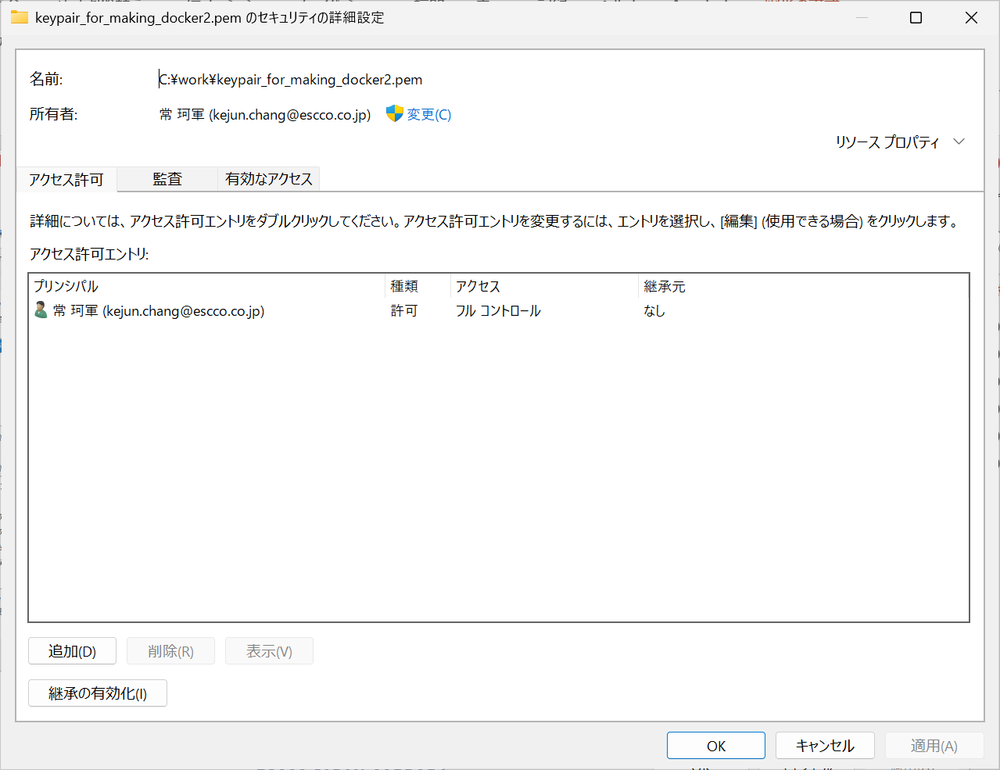 keypair_for_making_docker2.pem のセキュリティの詳細設定
名前: C:¥work¥keypair_for_making_docker2.pem
所有者: 常 珂軍 (kejun.chang@escco.co.jp) 変更(C)
リソース プロパティ
アクセス許可 監査 有効なアクセス
詳細については、アクセス許可エントリをダブルクリックしてください。アクセス許可エントリを変更するには、エントリを選択し、[編集] (使用できる場合) をクリックします。
アクセス許可エントリ:
プリンシパル 種類 アクセス 継承元
常 珂軍 (kejun.chang@escco.co.jp) 許可 フル コントロール なし
追加(D) 削除(R) 表示(V)
継承の有効化(I)
OK キャンセル 適用(A)